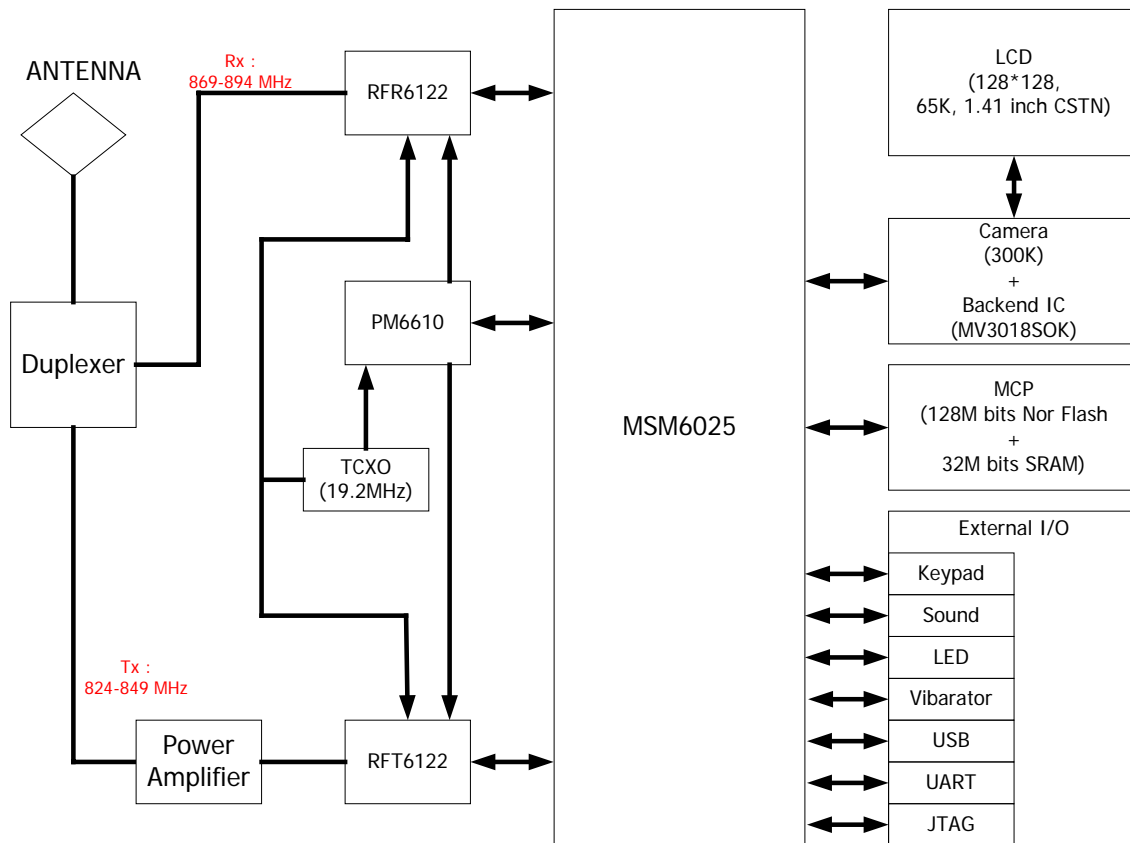 ANTENNA
Rx :
869-894 MHz
RFR6122
Duplexer
PM6610
TCXO
(19.2MHz)
Tx :
824-849 MHz
Power
Amplifier
RFT6122
MSM6025
LCD
(128*128,
65K, 1.41 inch CSTN)
Camera
(300K)
+
Backend IC
(MV3018SOK)
MCP
(128M bits Nor Flash
+
32M bits SRAM)
External I/O
Keypad
Sound
LED
Vibarator
USB
UART
JTAG